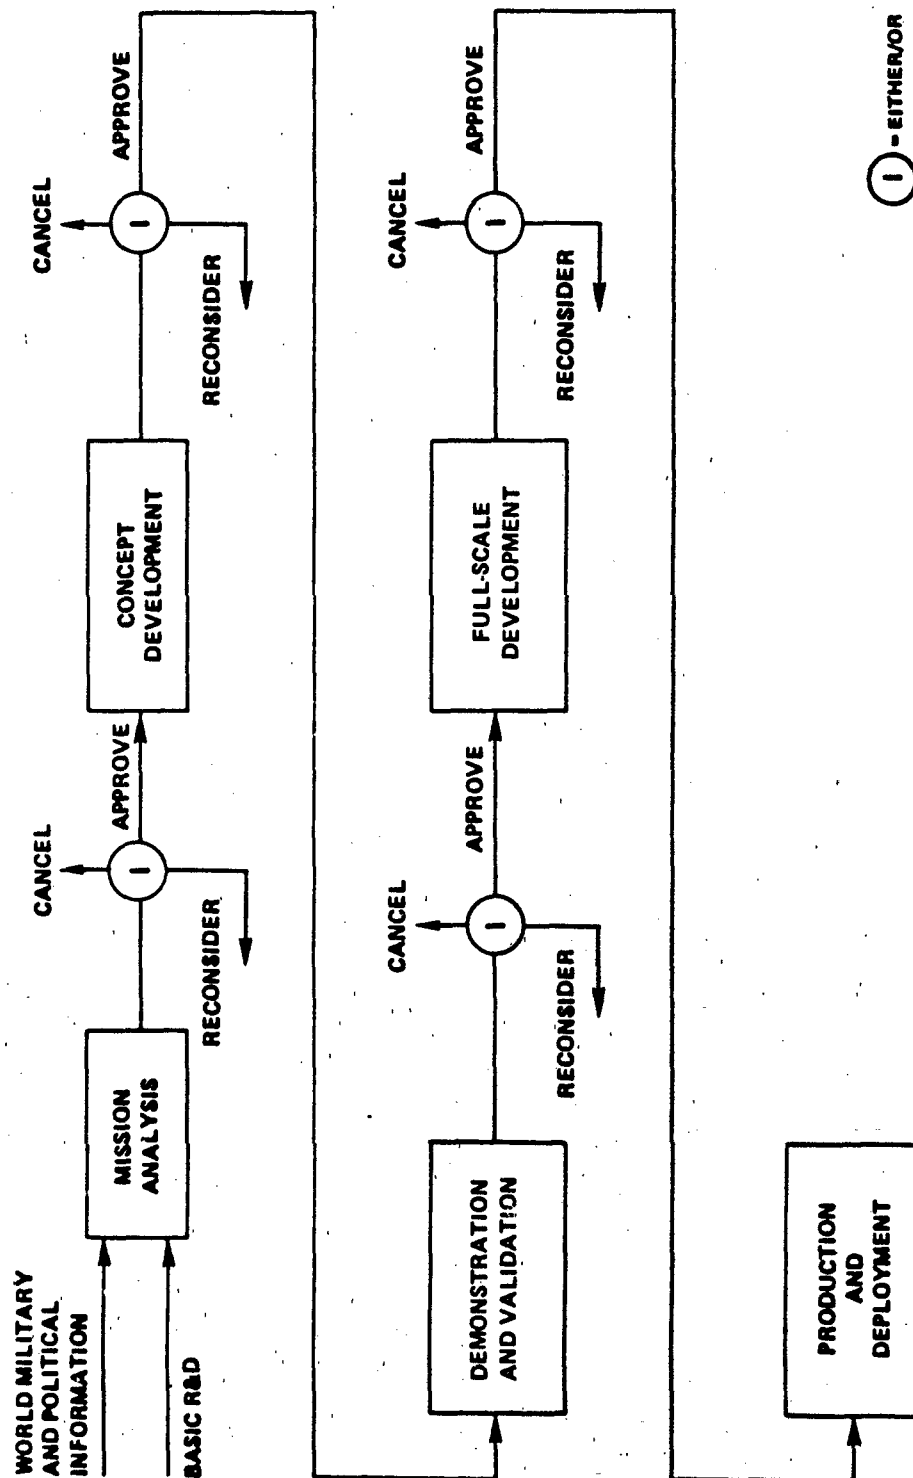 WORLD MILITARY
AND POLITICAL
INFORMATION
BASIC R&D
MISSION
ANALYSIS
CANCEL
RECONSIDER
APPROVE
CONCEPT
DEVELOPMENT
CANCEL
RECONSIDER
APPROVE
DEMONSTRATION
AND VALIDATION
CANCEL
RECONSIDER
APPROVE
FULL-SCALE
DEVELOPMENT
CANCEL
RECONSIDER
APPROVE
PRODUCTION
AND
DEPLOYMENT
I = EITHER/OR
I
I
I
I